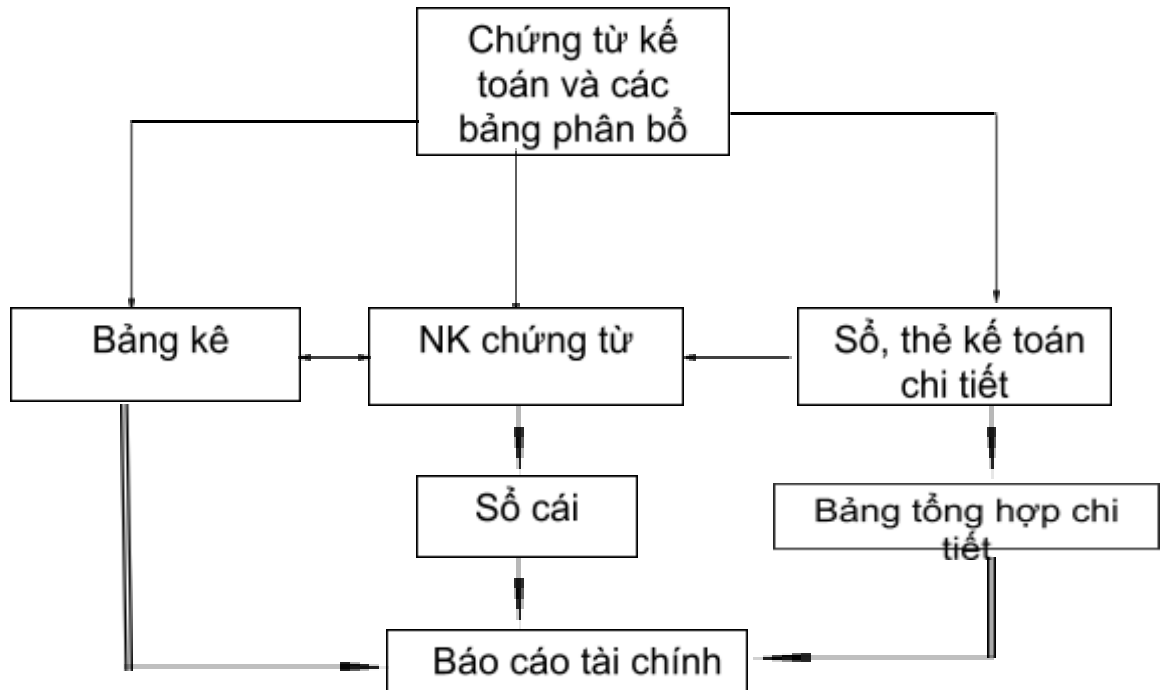 Chứng từ kế
toán và các
bảng phân bổ
Bảng kê
NK chứng từ
Sổ, thẻ kế toán
chi tiết
Sổ cái
Bảng tổng hợp chi
tiết
Báo cáo tài chính